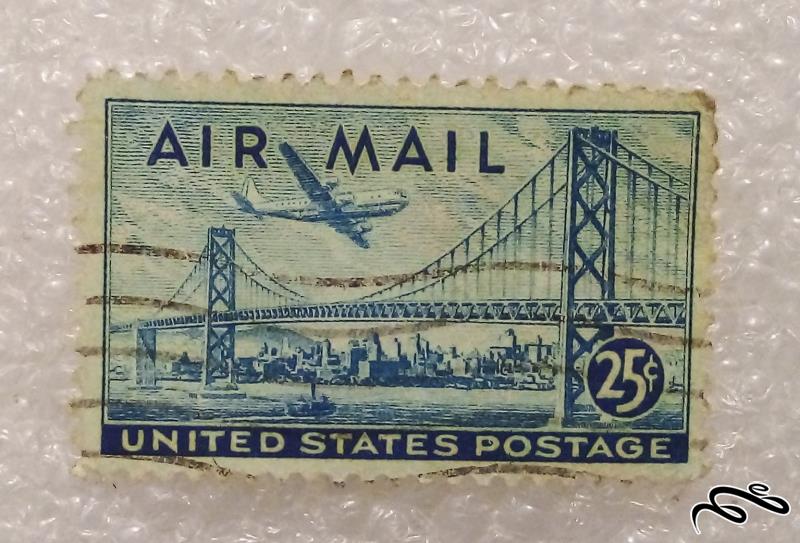 AIR MAIL
25¢
UNITED STATES POSTAGE